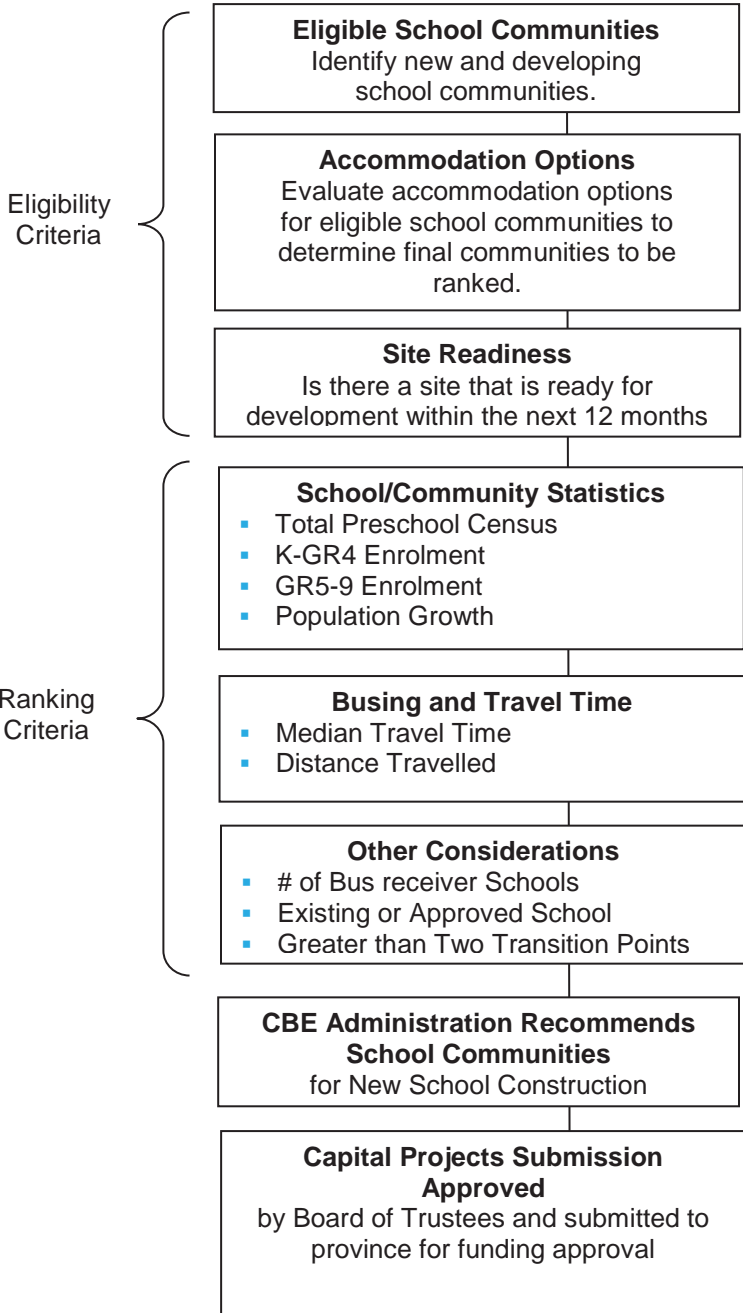 Eligible School Communities
Identify new and developing
school communities.
Accommodation Options
Evaluate accommodation options
for eligible school communities to
determine final communities to be
ranked.
Eligibility
Criteria
Site Readiness
Is there a site that is ready for
development within the next 12 months
School/Community Statistics
▪ Total Preschool Census
▪ K-GR4 Enrolment
▪ GR5-9 Enrolment
▪ Population Growth
Ranking
Criteria
Busing and Travel Time
▪ Median Travel Time
▪ Distance Travelled
Other Considerations
▪ # of Bus receiver Schools
▪ Existing or Approved School
▪ Greater than Two Transition Points
CBE Administration Recommends
School Communities
for New School Construction
Capital Projects Submission
Approved
by Board of Trustees and submitted to
province for funding approval